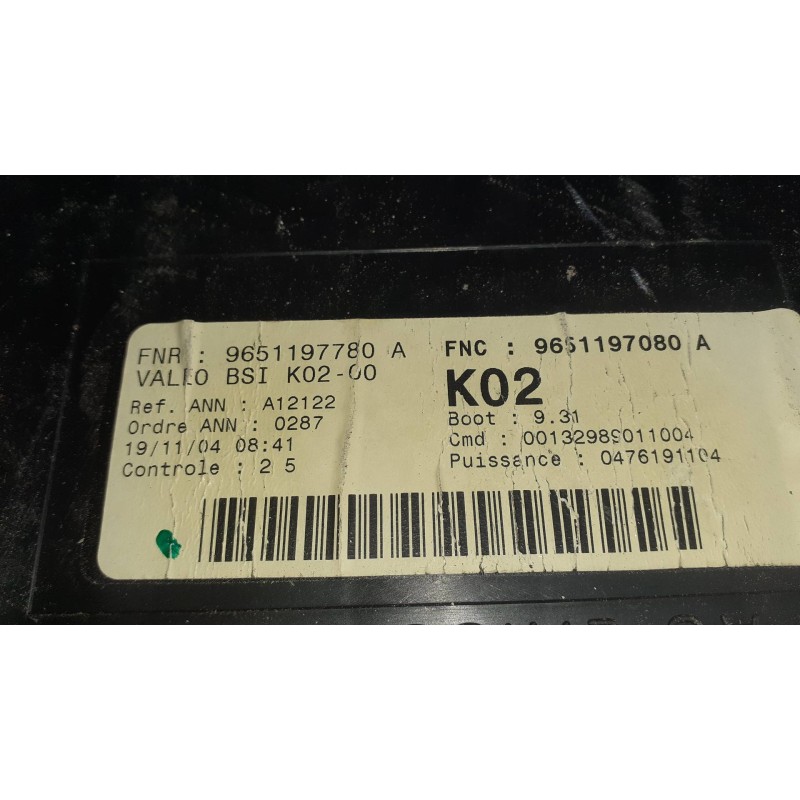 FNR : 9651197780 A
VALEO BSI K02-00
Ref. ANN : A12122
Ordre ANN : 0287
19/11/04 08:41
Controle : 2 5
FNC : 9651197080 A
K02
Boot : 9.31
Cmd : 00132989011004
Puissance : 0476191104